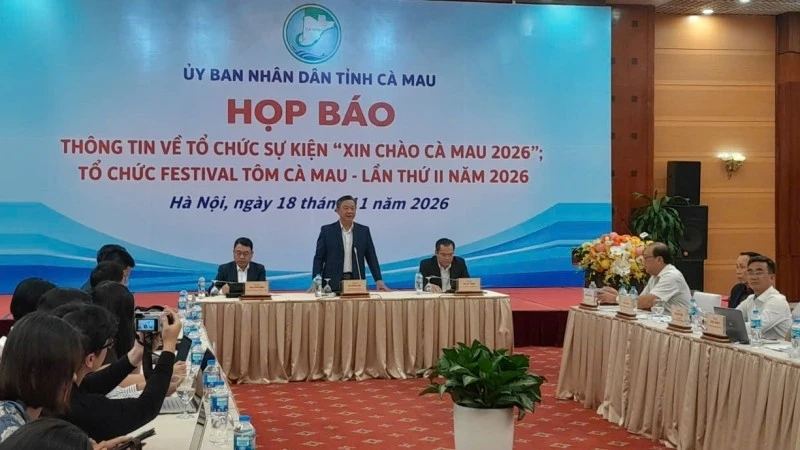 ỦY BAN NHÂN DÂN TỈNH CÀ MAU
HỌP BÁO
THÔNG TIN VỀ TỔ CHỨC SỰ KIỆN “XIN CHÀO CÀ MAU 2026”;
TỔ CHỨC FESTIVAL TÔM CÀ MAU - LẦN THỨ II NĂM 2026
Hà Nội, ngày 18 tháng 11 năm 2026